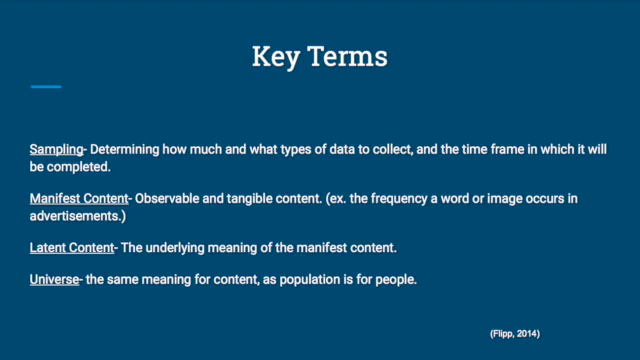 Key Terms
Sampling- Determining how much and what types of data to collect, and the time frame in which it will
be completed.
Manifest Content- Observable and tangible content. (ex. the frequency a word or image occurs in
advertisements.)
Latent Content- The underlying meaning of the manifest content.
Universe- the same meaning for content, as population is for people.
(Flipp, 2014)